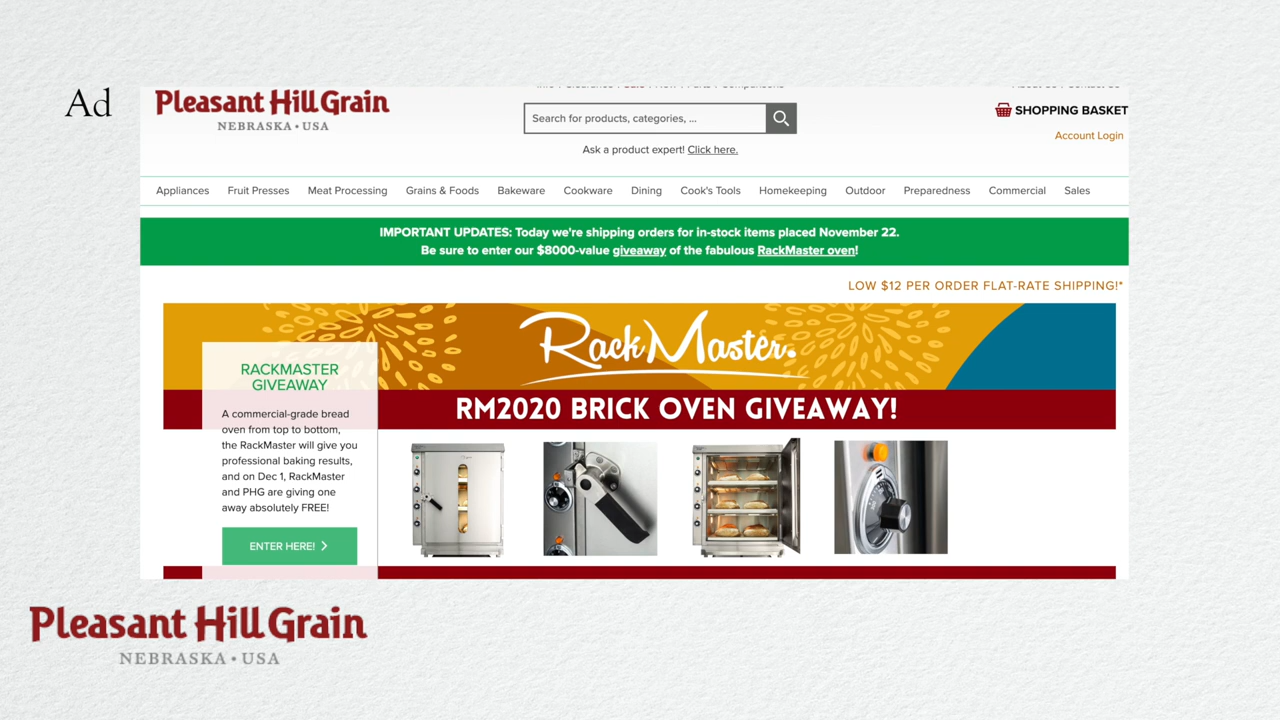 Ad
Pleasant Hill Grain
NEBRASKA • USA
Search for products, categories, ...
Ask a product expert! Click here.
SHOPPING BASKET
Account Login
Appliances Fruit Presses Meat Processing Grains & Foods Bakeware Cookware Dining Cook's Tools Homekeeping Outdoor Preparedness Commercial Sales
IMPORTANT UPDATES: Today we're shipping orders for in-stock items placed November 22.
Be sure to enter our $8000-value giveaway of the fabulous RackMaster oven!
LOW $12 PER ORDER FLAT-RATE SHIPPING!*
RackMaster.
RM2020 BRICK OVEN GIVEAWAY!
RACKMASTER
GIVEAWAY
A commercial-grade bread
oven from top to bottom,
the RackMaster will give you
professional baking results,
and on Dec 1, RackMaster
and PHG are giving one
away absolutely FREE!
ENTER HERE! >
Pleasant Hill Grain
NEBRASKA • USA